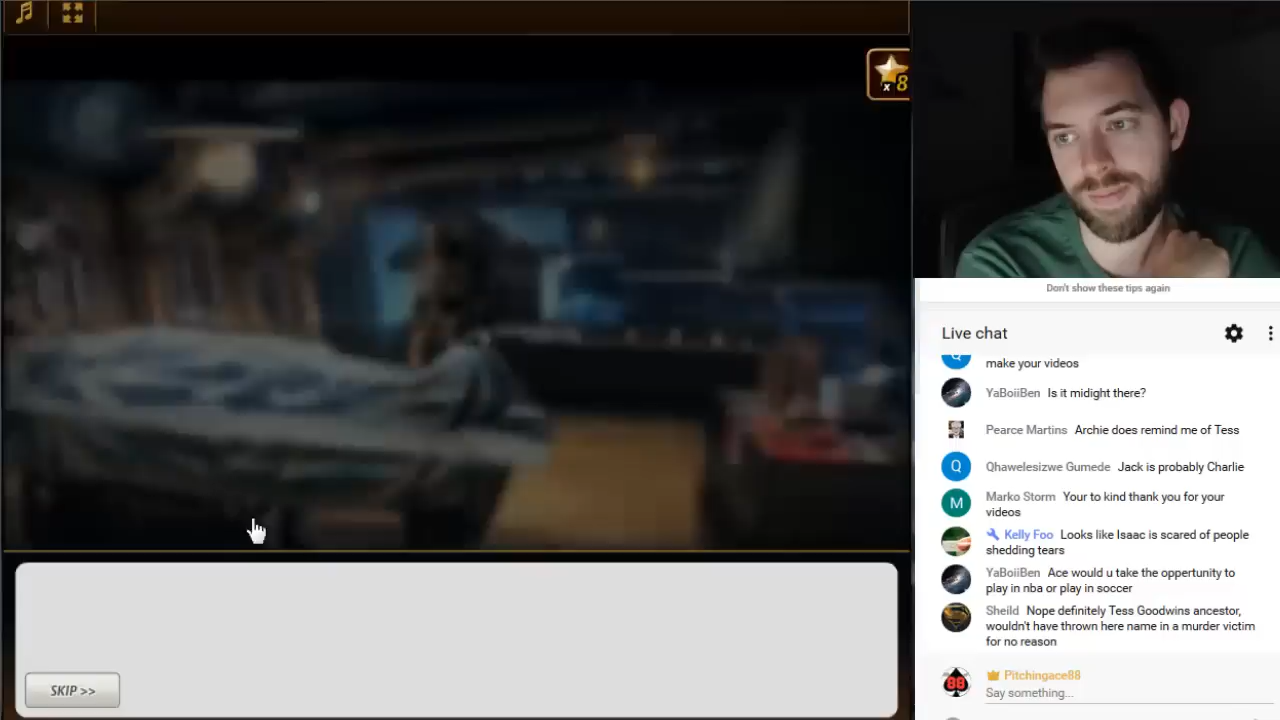 x 8
SKIP >>
Don't show these tips again
Live chat
Q
make your videos
YaBoiiBen Is it midight there?
Pearce Martins Archie does remind me of Tess
Q
Qhawelesizwe Gumede Jack is probably Charlie
M
Marko Storm Your to kind thank you for your
videos
Kelly Foo Looks like Isaac is scared of people
shedding tears
YaBoiiBen Ace would u take the oppertunity to
play in nba or play in soccer
Sheild Nope definitely Tess Goodwins ancestor,
wouldn't have thrown here name in a murder victim
for no reason
88
Pitchingace88
Say something...